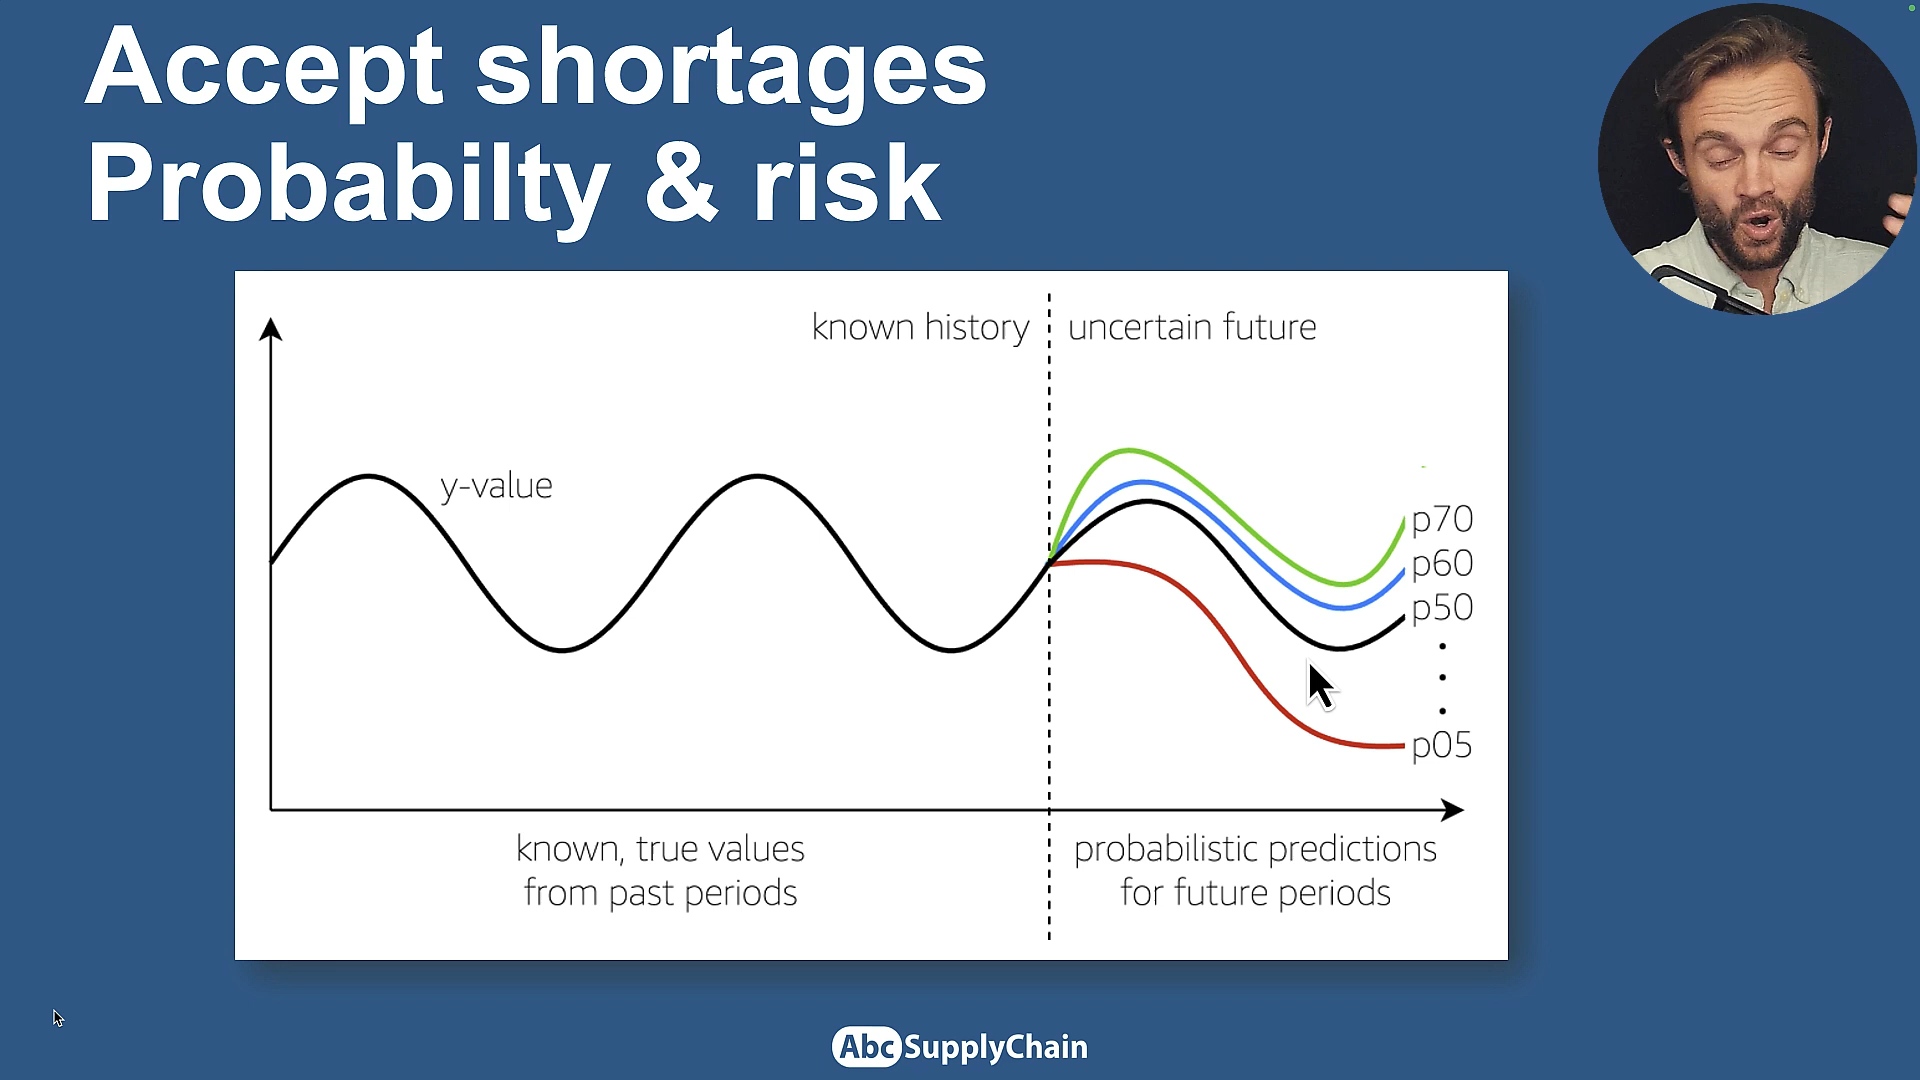 Accept shortages
Probabilty & risk
known history
uncertain future
y-value
p70
p60
p50
p05
known, true values
from past periods
probabilistic predictions
for future periods
AbcSupplyChain